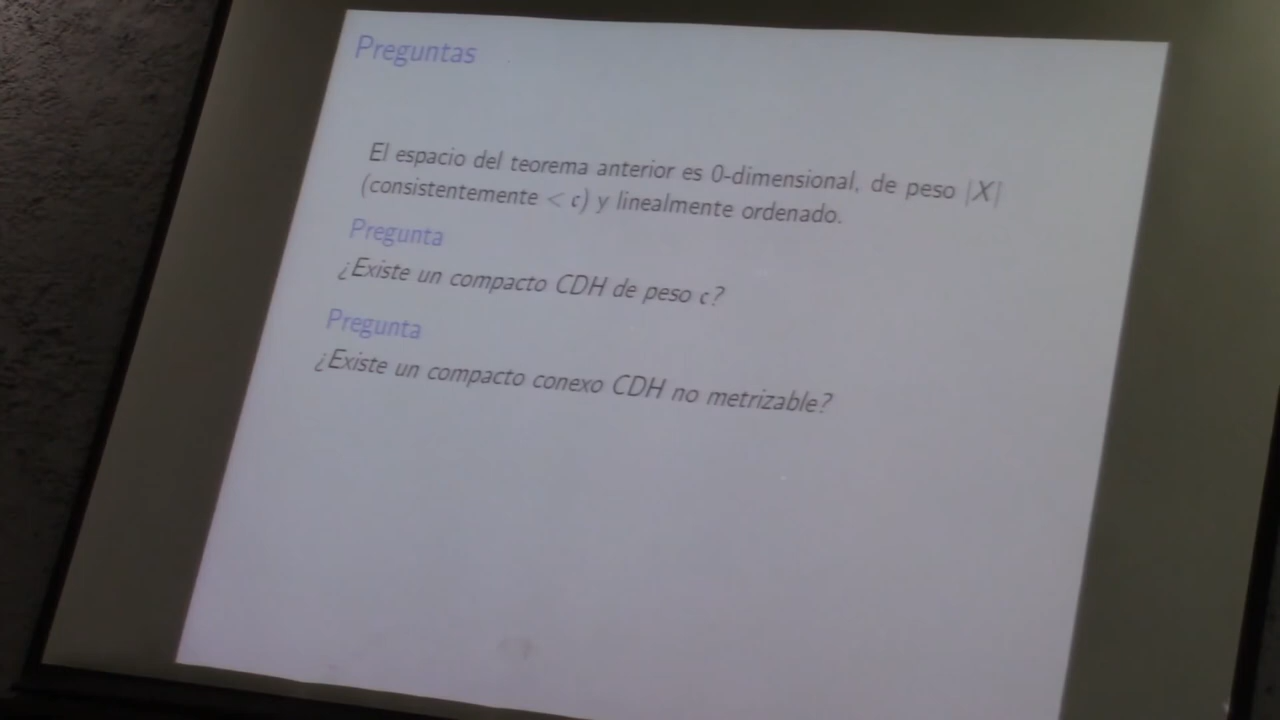 Preguntas
El espacio del teorema anterior es 0-dimensional, de peso |X|
(consistentemente < 𝔠) y linealmente ordenado.
Pregunta
¿Existe un compacto CDH de peso 𝔠?
Pregunta
¿Existe un compacto conexo CDH no metrizable?